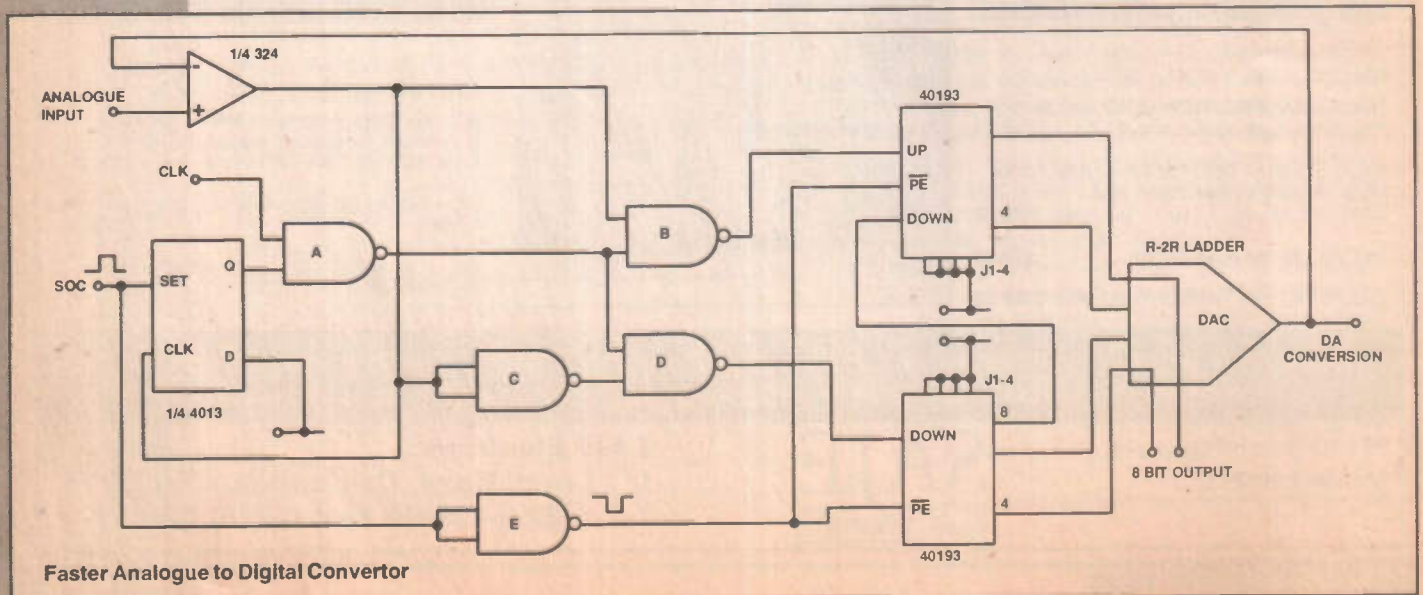 1/4 324
-
+
ANALOGUE
INPUT
CLK
SOC
SET
Q
CLK
D
1/4 4013
A
B
C
D
E
40193
UP
PE
DOWN
4
J1-4
R-2R LADDER
DAC
DA
CONVERSION
J1-4
8
DOWN
PE
4
40193
8 BIT OUTPUT
Faster Analogue to Digital Convertor